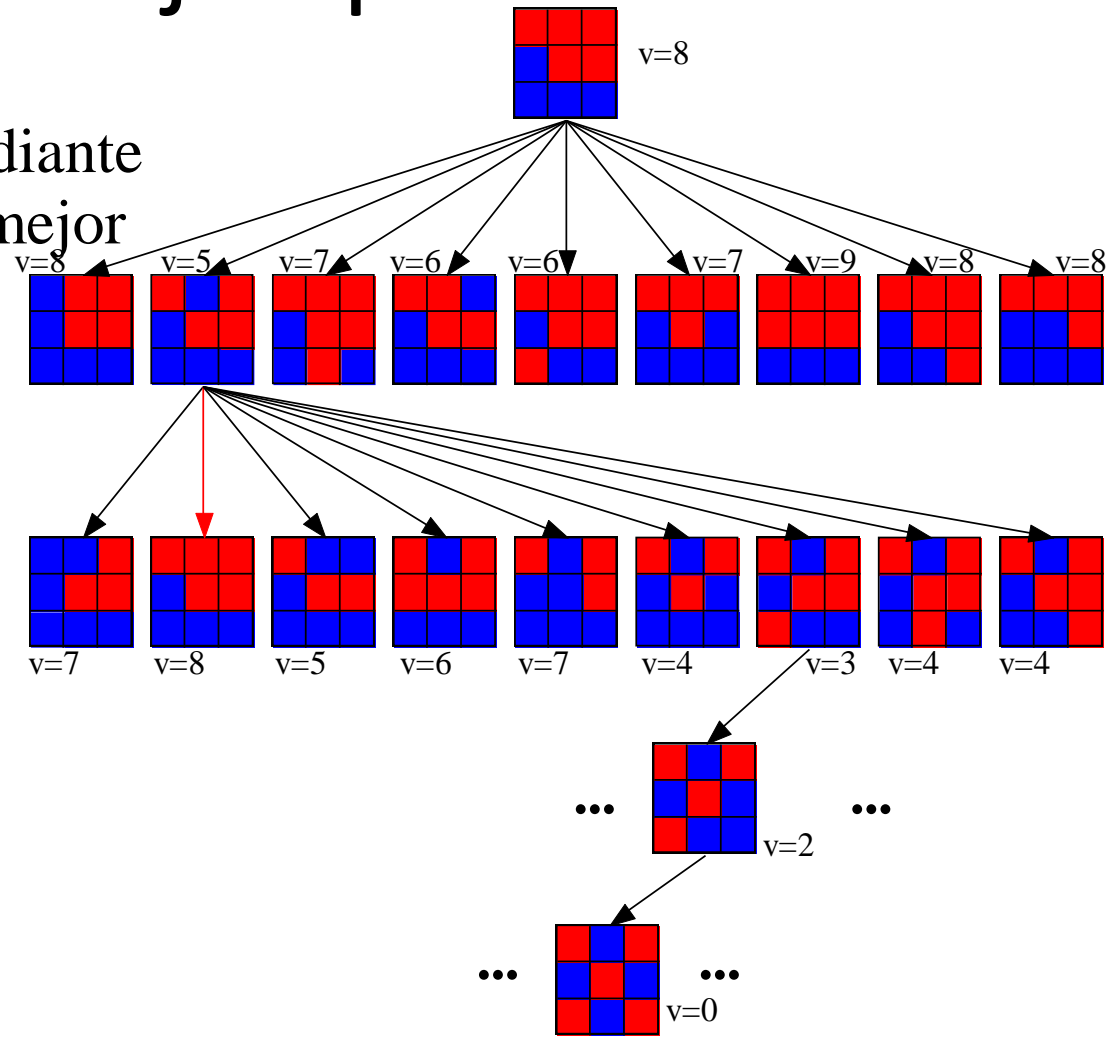 v=8
diante
mejor
v=8 v=5 v=7 v=6 v=6 v=7 v=9 v=8 v=8
v=7 v=8 v=5 v=6 v=7 v=4 v=3 v=4 v=4
... ...
v=2
... ...
v=0